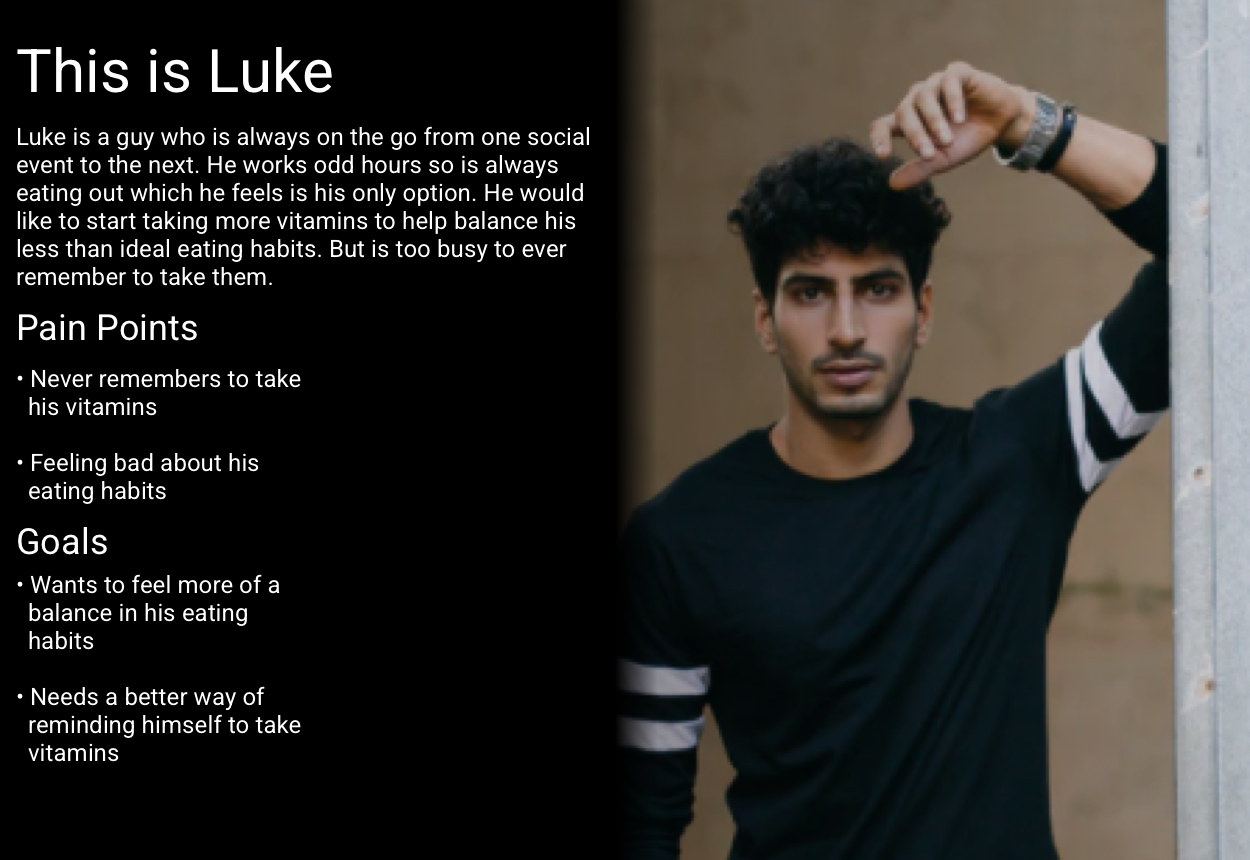 This is Luke
Luke is a guy who is always on the go from one social
event to the next. He works odd hours so is always
eating out which he feels is his only option. He would
like to start taking more vitamins to help balance his
less than ideal eating habits. But is too busy to ever
remember to take them.
Pain Points
• Never remembers to take
his vitamins
• Feeling bad about his
eating habits
Goals
• Wants to feel more of a
balance in his eating
habits
• Needs a better way of
reminding himself to take
vitamins